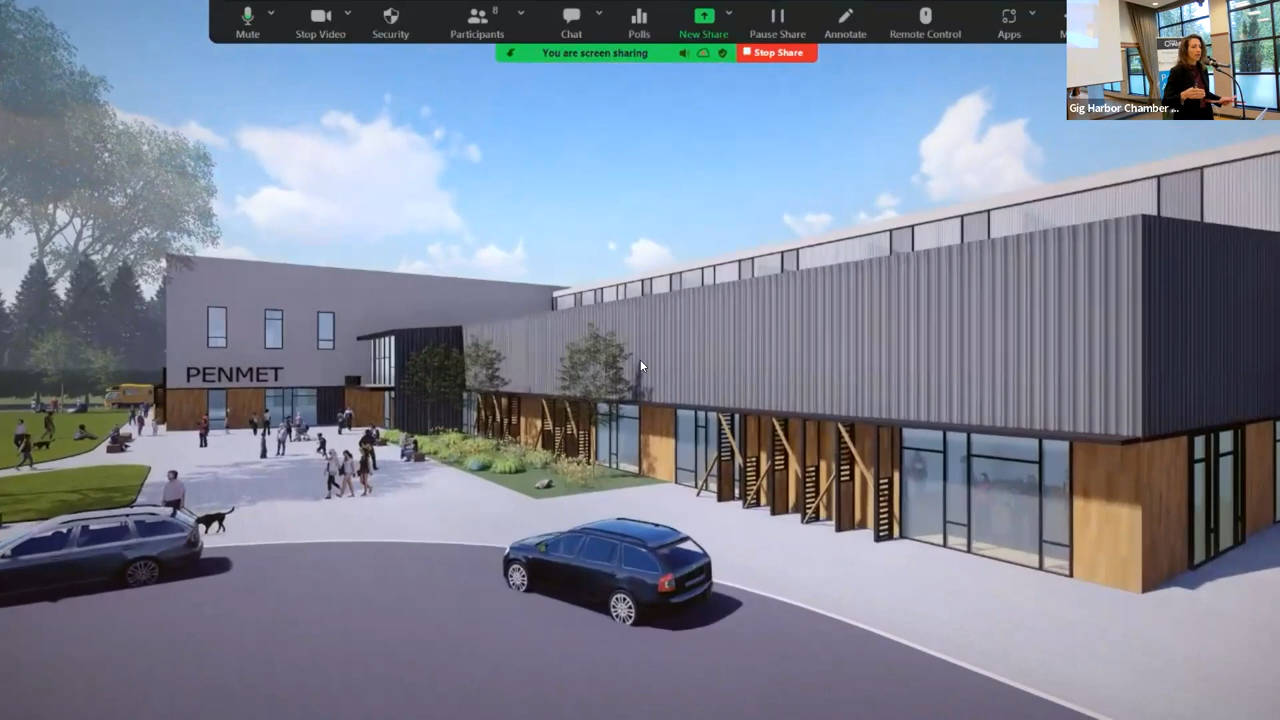 Mute
Stop Video
Security
8
Participants
Chat
Polls
New Share
Pause Share
Annotate
Remote Control
Apps
You are screen sharing
Stop Share
Gig Harbor Chamber ...
PENMET